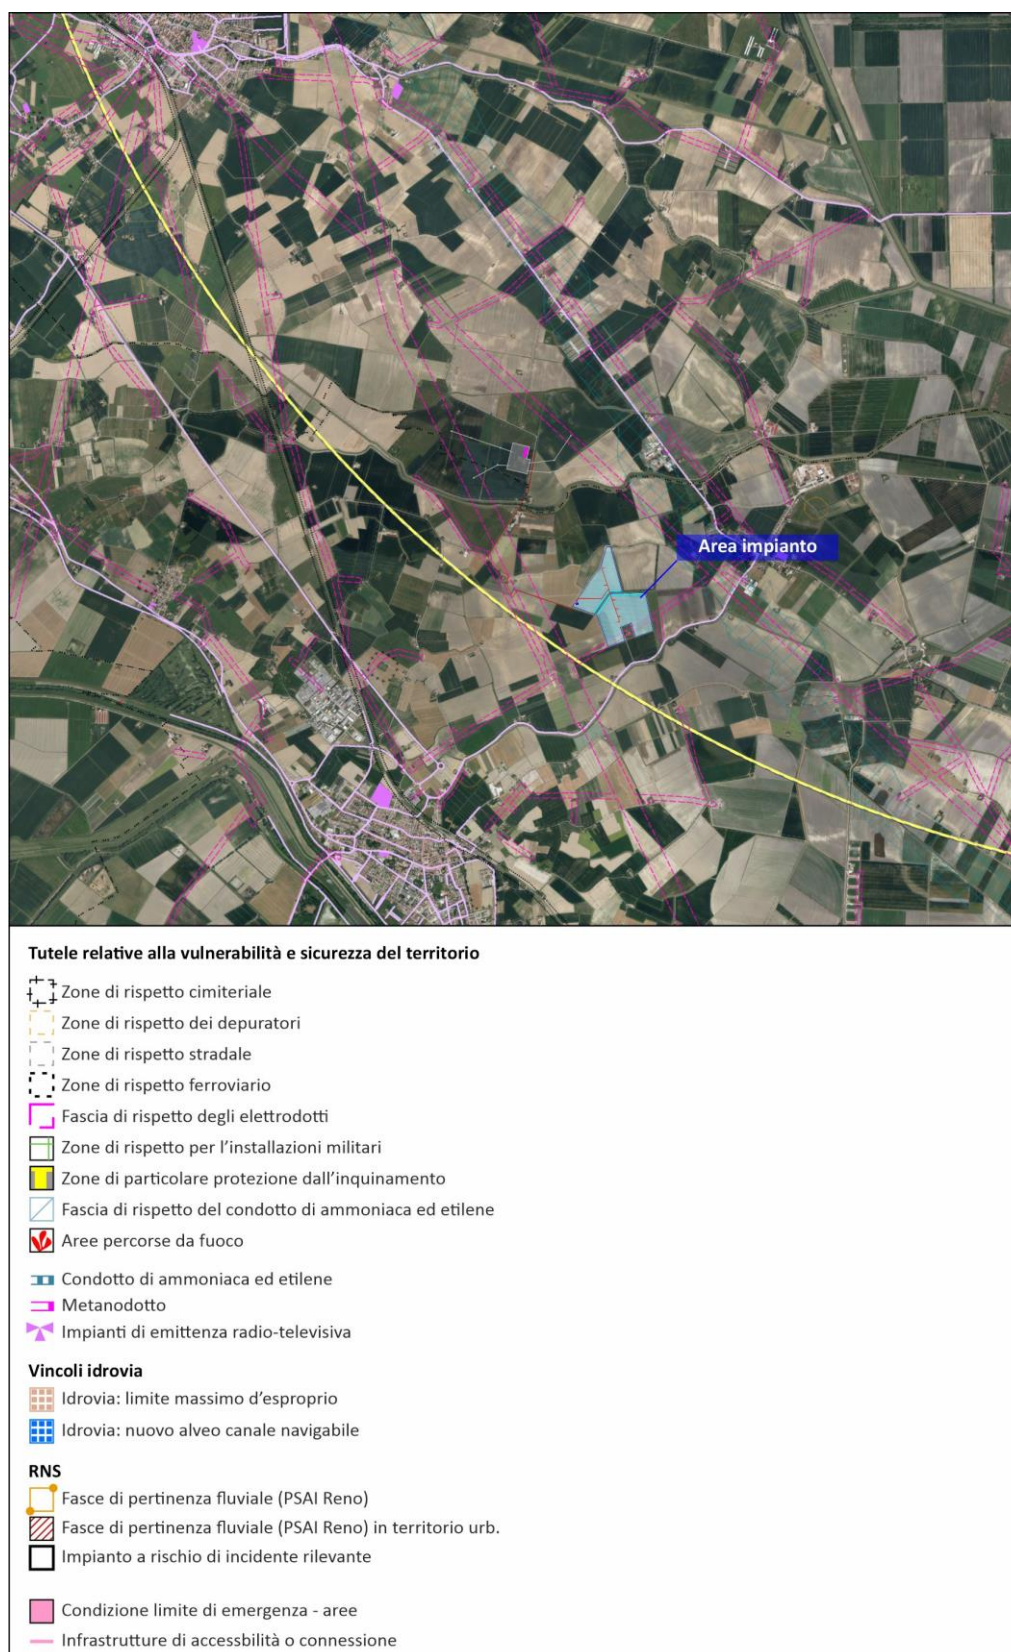 Area impianto
Tutele relative alla vulnerabilità e sicurezza del territorio
Zone di rispetto cimiteriale
Zone di rispetto dei depuratori
Zone di rispetto stradale
Zone di rispetto ferroviario
Fascia di rispetto degli elettrodotti
Zone di rispetto per l'installazioni militari
Zone di particolare protezione dall'inquinamento
Fascia di rispetto del condotto di ammoniaca ed etilene
Aree percorse da fuoco
Condotto di ammoniaca ed etilene
Metanodotto
Impianti di emittenza radio-televisiva
Vincoli idrovia
Idrovia: limite massimo d'esproprio
Idrovia: nuovo alveo canale navigabile
RNS
Fasce di pertinenza fluviale (PSAI Reno)
Fasce di pertinenza fluviale (PSAI Reno) in territorio urb.
Impianto a rischio di incidente rilevante
Condizione limite di emergenza - aree
Infrastrutture di accessbilità o connessione